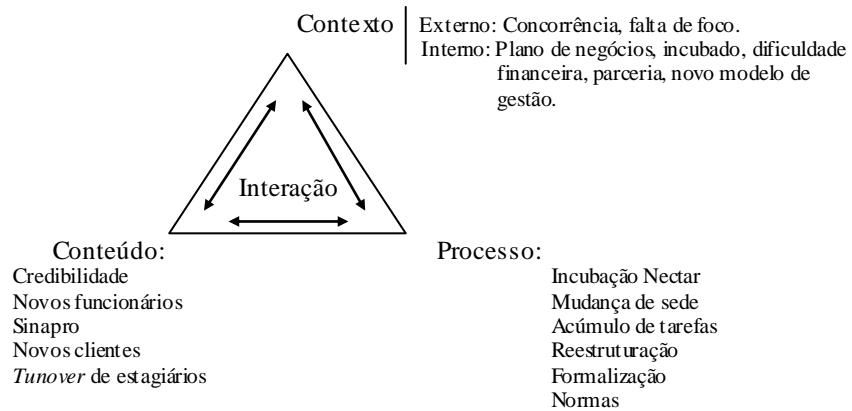 Contexto
Externo: Concorrência, falta de foco.
Interno: Plano de negócios, incubado, dificuldade
financeira, parceria, novo modelo de
gestão.
Interação
Conteúdo:
Credibilidade
Novos funcionários
Sinapro
Novos clientes
Tunover de estagiários
Processo:
Incubação Nectar
Mudança de sede
Acúmulo de tarefas
Reestruturação
Formalização
Normas